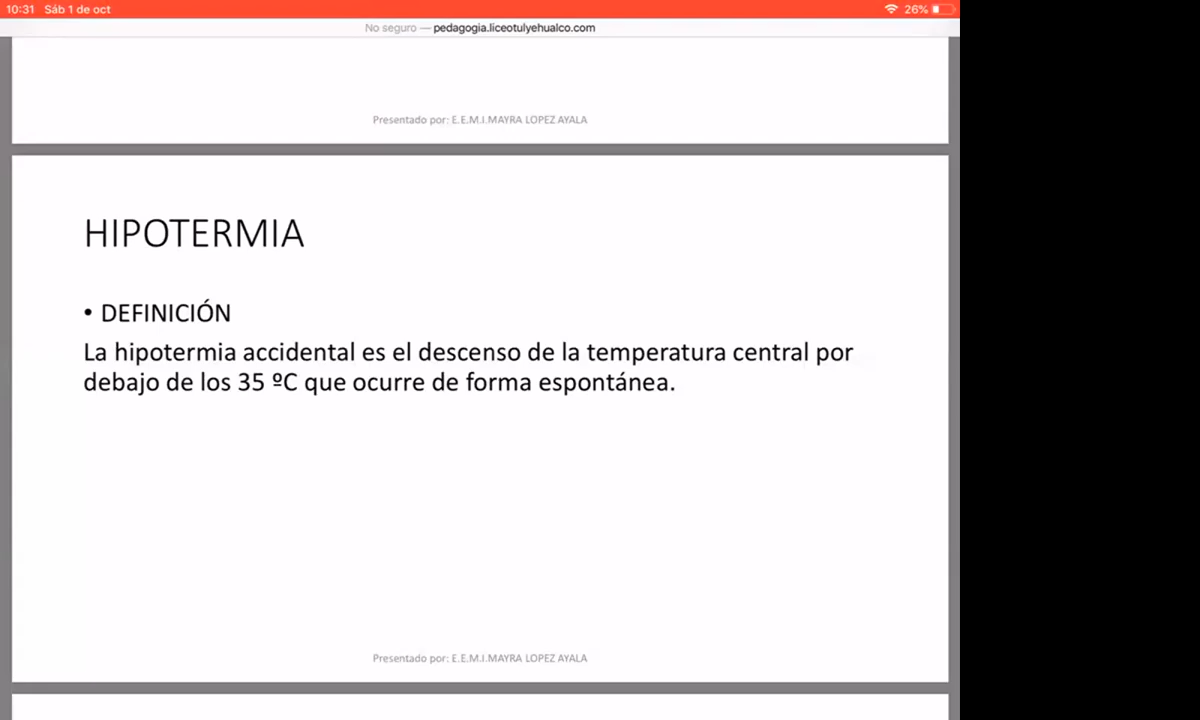 10:31 Sáb 1 de oct 26%
No seguro — pedagogia.liceotulyehualco.com
Presentado por: E.E.M.I.MAYRA LOPEZ AYALA
HIPOTERMIA
• DEFINICIÓN
La hipotermia accidental es el descenso de la temperatura central por
debajo de los 35 ºC que ocurre de forma espontánea.
Presentado por: E.E.M.I.MAYRA LOPEZ AYALA